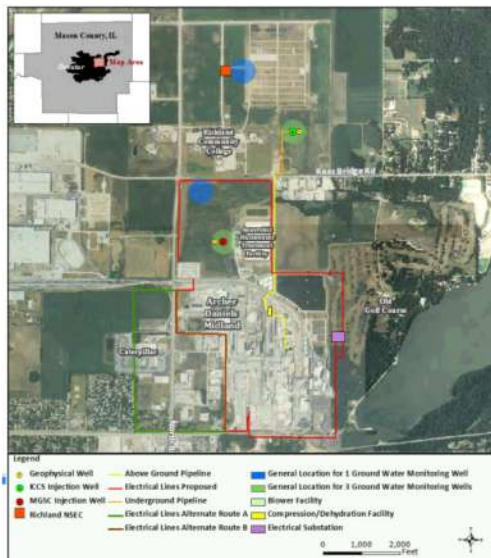 Macon County, IL
Decatur
Map Area
Richland
Community
College
Reas Bridge Rd
Archer
Daniels
Midland
Old
Golf Course
Caterpillar
Legend
Geophysical Well
ICCS Injection Well
MGSC Injection Well
Richland NSEC
Above Ground Pipeline
Electrical Lines Proposed
Underground Pipeline
Electrical Lines Alternate Route A
Electrical Lines Alternate Route B
General Location for 1 Ground Water Monitoring Well
General Location for 3 Ground Water Monitoring Wells
Blower Facility
Compression/Dehydration Facility
Electrical Substation
0 1,000 2,000
Feet